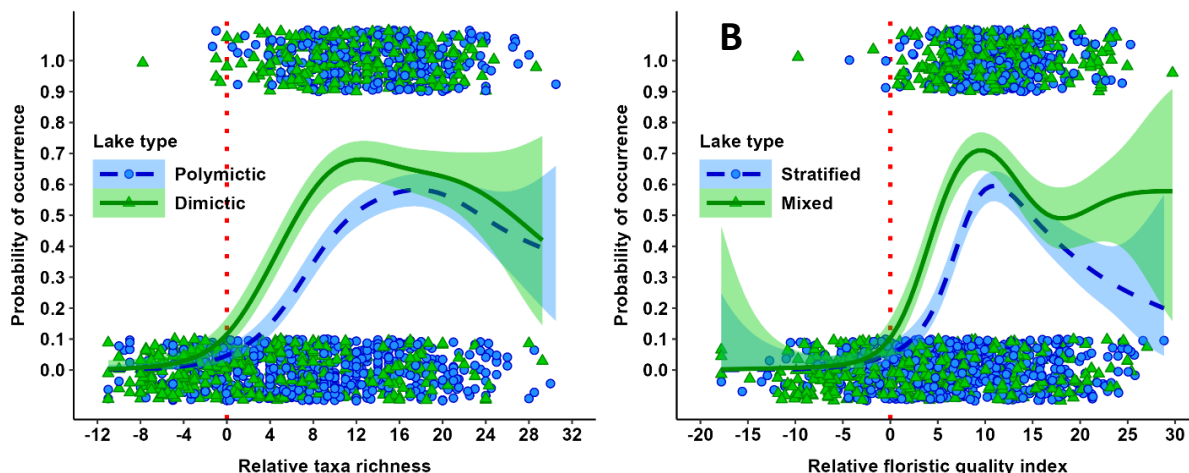 B
1.0
0.9
0.8
0.7
0.6
0.5
0.4
0.3
0.2
0.1
0.0
Probability of occurrence
Lake type
Polymictic
Dimictic
-12 -8 -4 0 4 8 12 16 20 24 28 32
Relative taxa richness
1.0
0.9
0.8
0.7
0.6
0.5
0.4
0.3
0.2
0.1
0.0
Probability of occurrence
Lake type
Stratified
Mixed
-20 -15 -10 -5 0 5 10 15 20 25 30
Relative floristic quality index